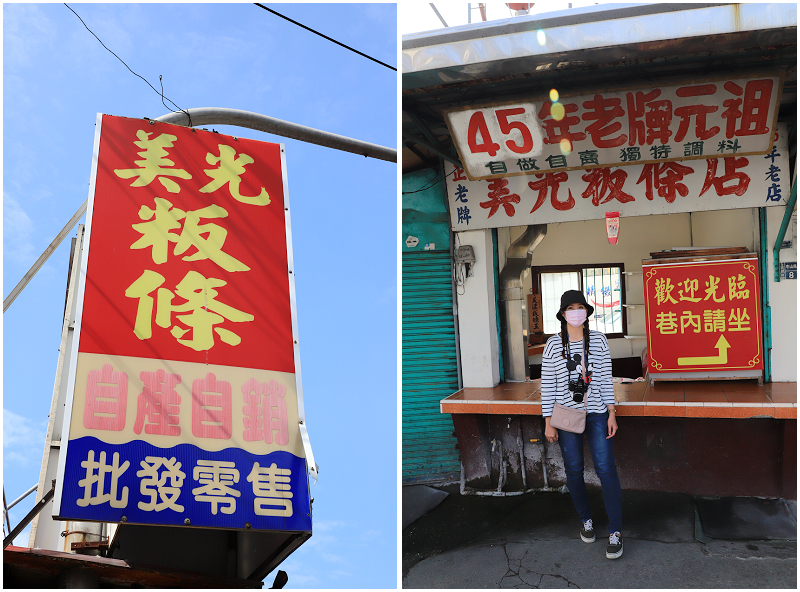 美光
粄條
自產自銷
批發零售
45年老牌元祖
自做自賣獨特調料
正老牌
美光粄條店
年老店
歡迎光臨
巷內請坐
8